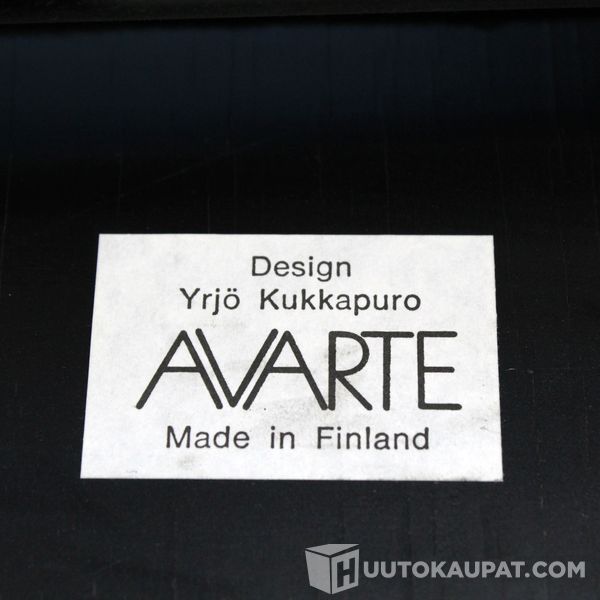 Design
Yrjö Kukkapuro
AVARTE
Made in Finland
HUUTOKAUPAT.COM